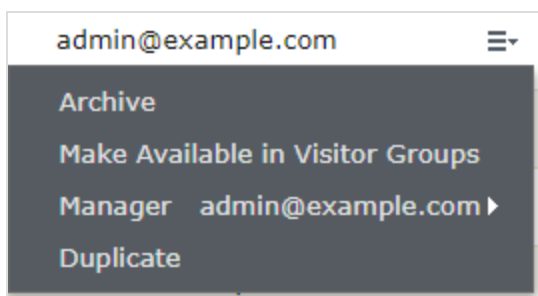 admin@example.com
Archive
Make Available in Visitor Groups
Manager admin@example.com
Duplicate